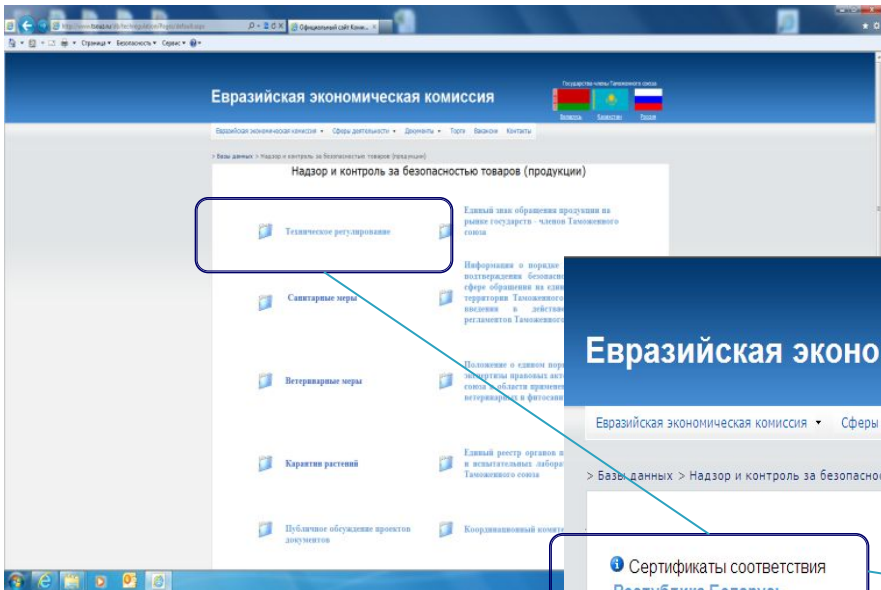 Официальный сайт Коми...
Страница
Безопасность
Сервис
Евразийская экономическая комиссия
Государства-члены Таможенного союза
Беларусь Казахстан Россия
Евразийская экономическая комиссия Сферы деятельности Документы Торги Вакансии Контакты
> Базы данных > Надзор и контроль за безопасностью товаров (продукции)
Надзор и контроль за безопасностью товаров (продукции)
Техническое регулирование
Единый знак обращения продукции на
рынке государств - членов Таможенного
союза
Санитарные меры
Информация о порядке
подтверждения безопасн
сфере обращения на един
территории Таможенного
введения в действи
регламентов Таможенного
Ветеринарные меры
Положение о едином пор
экспертизы правовых акт
союза в области примене
ветеринарных и фитосани
Карантин растений
Единый реестр органов п
и испытательных лабора
Таможенного союза
Публичное обсуждение проектов
документов
Координационный комите
Евразийская эконо
Евразийская экономическая комиссия Сферы
> Базы данных > Надзор и контроль за безопаснос
Сертификаты соответствия
Республика Беларусь